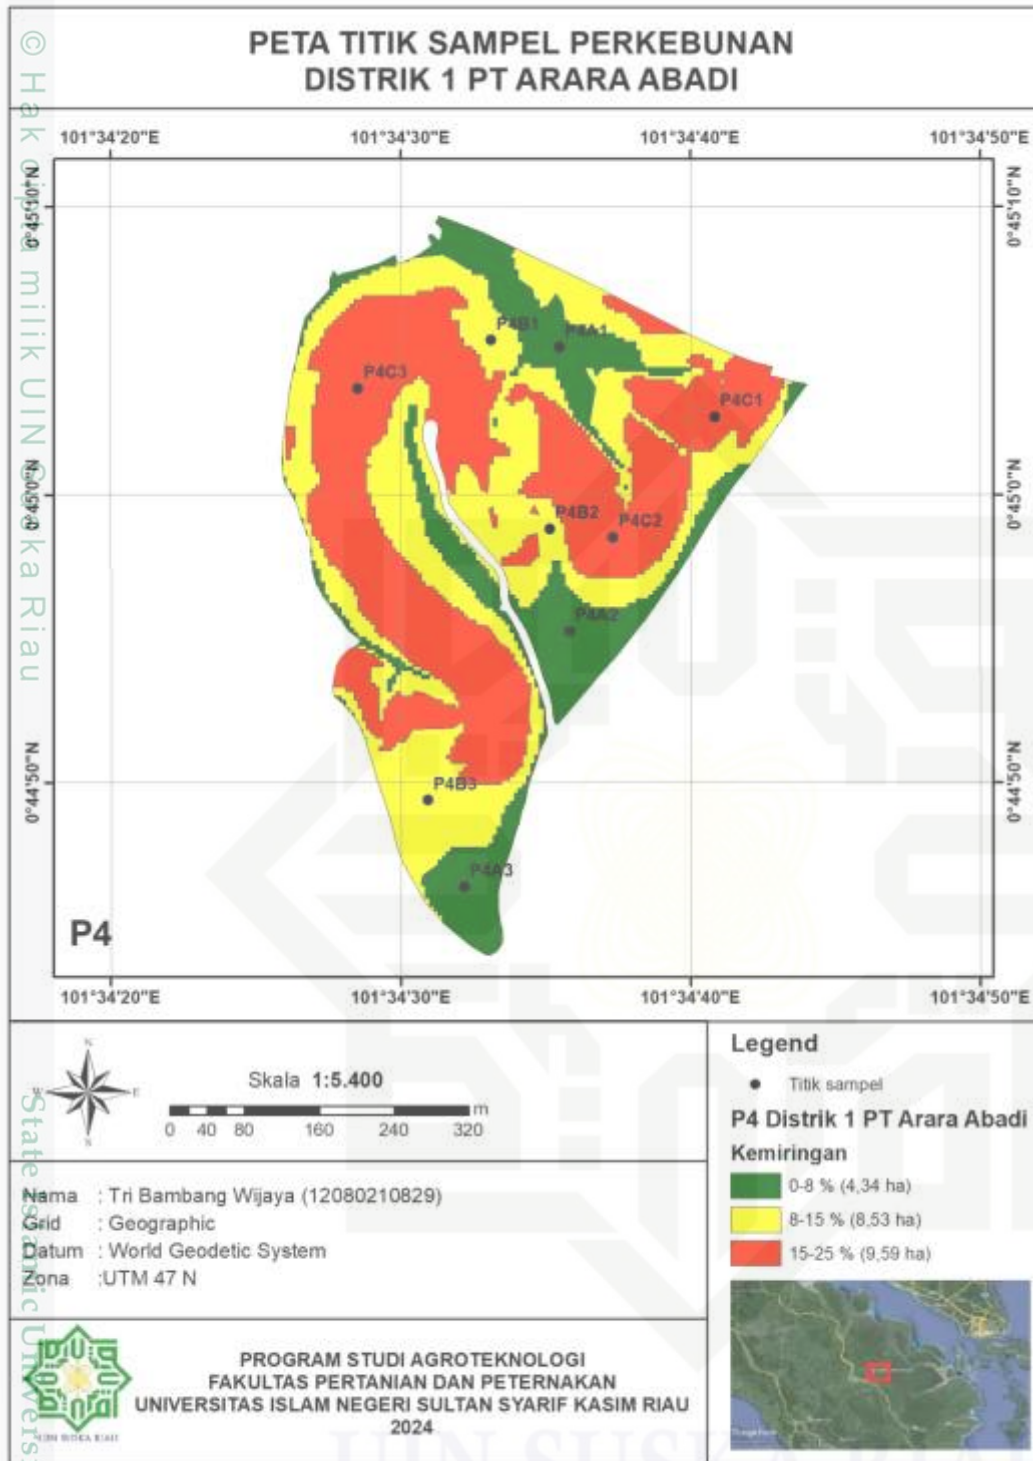 PETA TITIK SAMPEL PERKEBUNAN
DISTRIK 1 PT ARARA ABADI
© Hak cipta milik UIN Suska Riau
101°34'20"E 101°34'30"E 101°34'40"E 101°34'50"E
0°45'10"N 0°45'10"N
P4B1 P4A1
P4C3
P4C1
0°45'0"N 0°45'0"N
P4B2 P4C2
P4A2
0°44'50"N 0°44'50"N
P4B3
P4A3
P4
101°34'20"E 101°34'30"E 101°34'40"E 101°34'50"E
N
W E
S
Skala 1:5.400
m
0 40 80 160 240 320
Nama : Tri Bambang Wijaya (12080210829)
Grid : Geographic
Datum : World Geodetic System
Zona :UTM 47 N
State Islamic Univers
PROGRAM STUDI AGROTEKNOLOGI
FAKULTAS PERTANIAN DAN PETERNAKAN
UNIVERSITAS ISLAM NEGERI SULTAN SYARIF KASIM RIAU
2024
UIN SUSKA RIAU
Legend
Titik sampel
P4 Distrik 1 PT Arara Abadi
Kemiringan
0-8 % (4,34 ha)
8-15 % (8,53 ha)
15-25 % (9,59 ha)
UIN SUSKA RIA